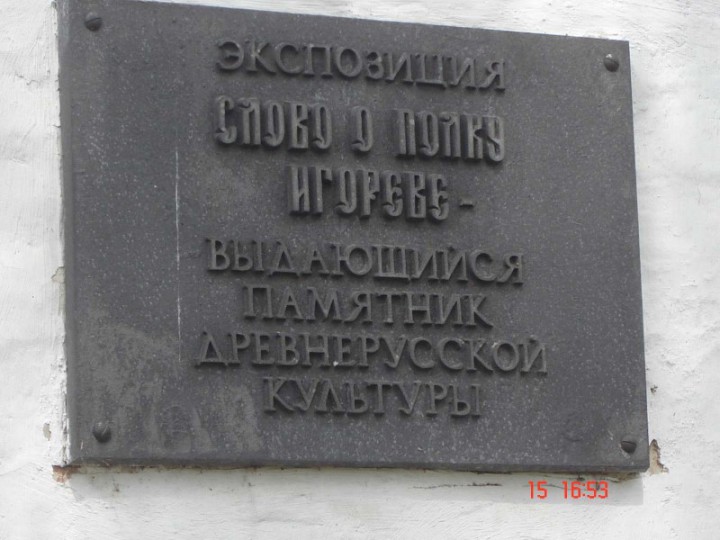 ЭКСПОЗИЦИЯ
СЛОВО О ПОЛКУ
ИГОРЕВЕ –
ВЫДАЮЩИЙСЯ
ПАМЯТНИК
ДРЕВНЕРУССКОЙ
КУЛЬТУРЫ
15 16:53